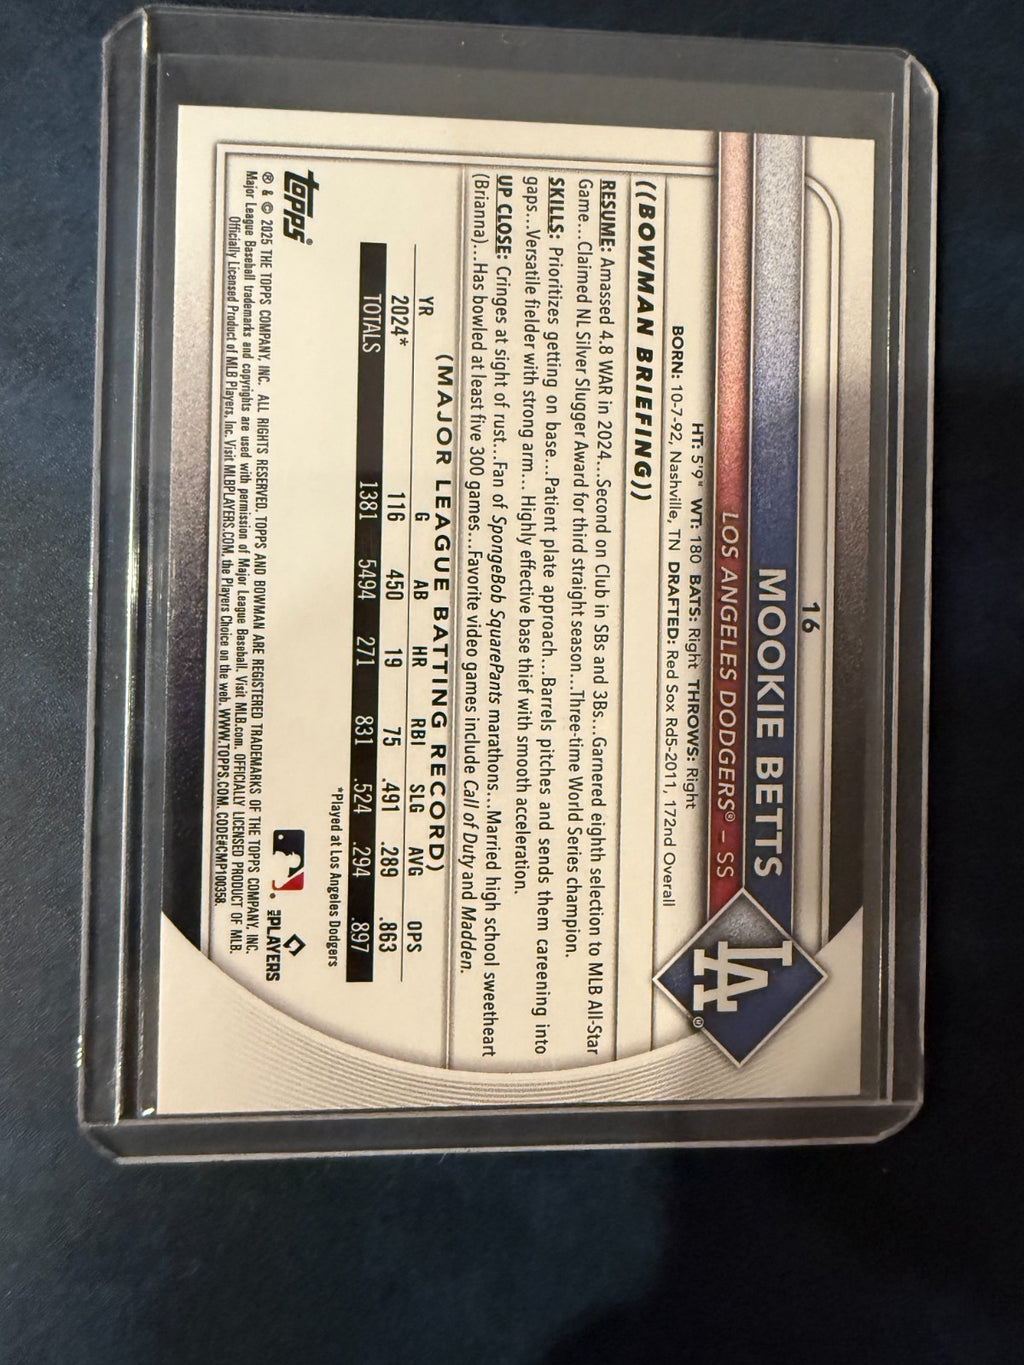 16
MOOKIE BETTS
LOS ANGELES DODGERS® – SS
LA®
HT: 5'9" WT: 180 BATS: Right THROWS: Right
BORN: 10-7-92, Nashville, TN DRAFTED: Red Sox Rd5-2011, 172nd Overall
((BOWMAN BRIEFING))
RESUME: Amassed 4.8 WAR in 2024...Second on Club in SBs and 3Bs...Garnered eighth selection to MLB All-Star
Game...Claimed NL Silver Slugger Award for third straight season...Three-time World Series champion.
SKILLS: Prioritizes getting on base...Patient plate approach...Barrels pitches and sends them careening into
gaps...Versatile fielder with strong arm... Highly effective base thief with smooth acceleration.
UP CLOSE: Cringes at sight of rust...Fan of SpongeBob SquarePants marathons...Married high school sweetheart
(Brianna)...Has bowled at least five 300 games...Favorite video games include Call of Duty and Madden.
(MAJOR LEAGUE BATTING RECORD)
YR G AB HR RBI SLG AVG OPS
2024* 116 450 19 75 .491 .289 .863
TOTALS 1381 5494 271 831 .524 .294 .897
*Played at Los Angeles Dodgers
topps®
MLB PLAYERS
® & © 2025 THE TOPPS COMPANY, INC. ALL RIGHTS RESERVED. TOPPS AND BOWMAN ARE REGISTERED TRADEMARKS OF THE TOPPS COMPANY, INC.
Major League Baseball trademarks and copyrights are used with permission of Major League Baseball. Visit MLB.com. OFFICIALLY LICENSED PRODUCT OF MLB.
Officially Licensed Product of MLB Players, Inc. Visit MLBPLAYERS.COM, the Players Choice on the web. WWW.TOPPS.COM. CODE#CMP100358.